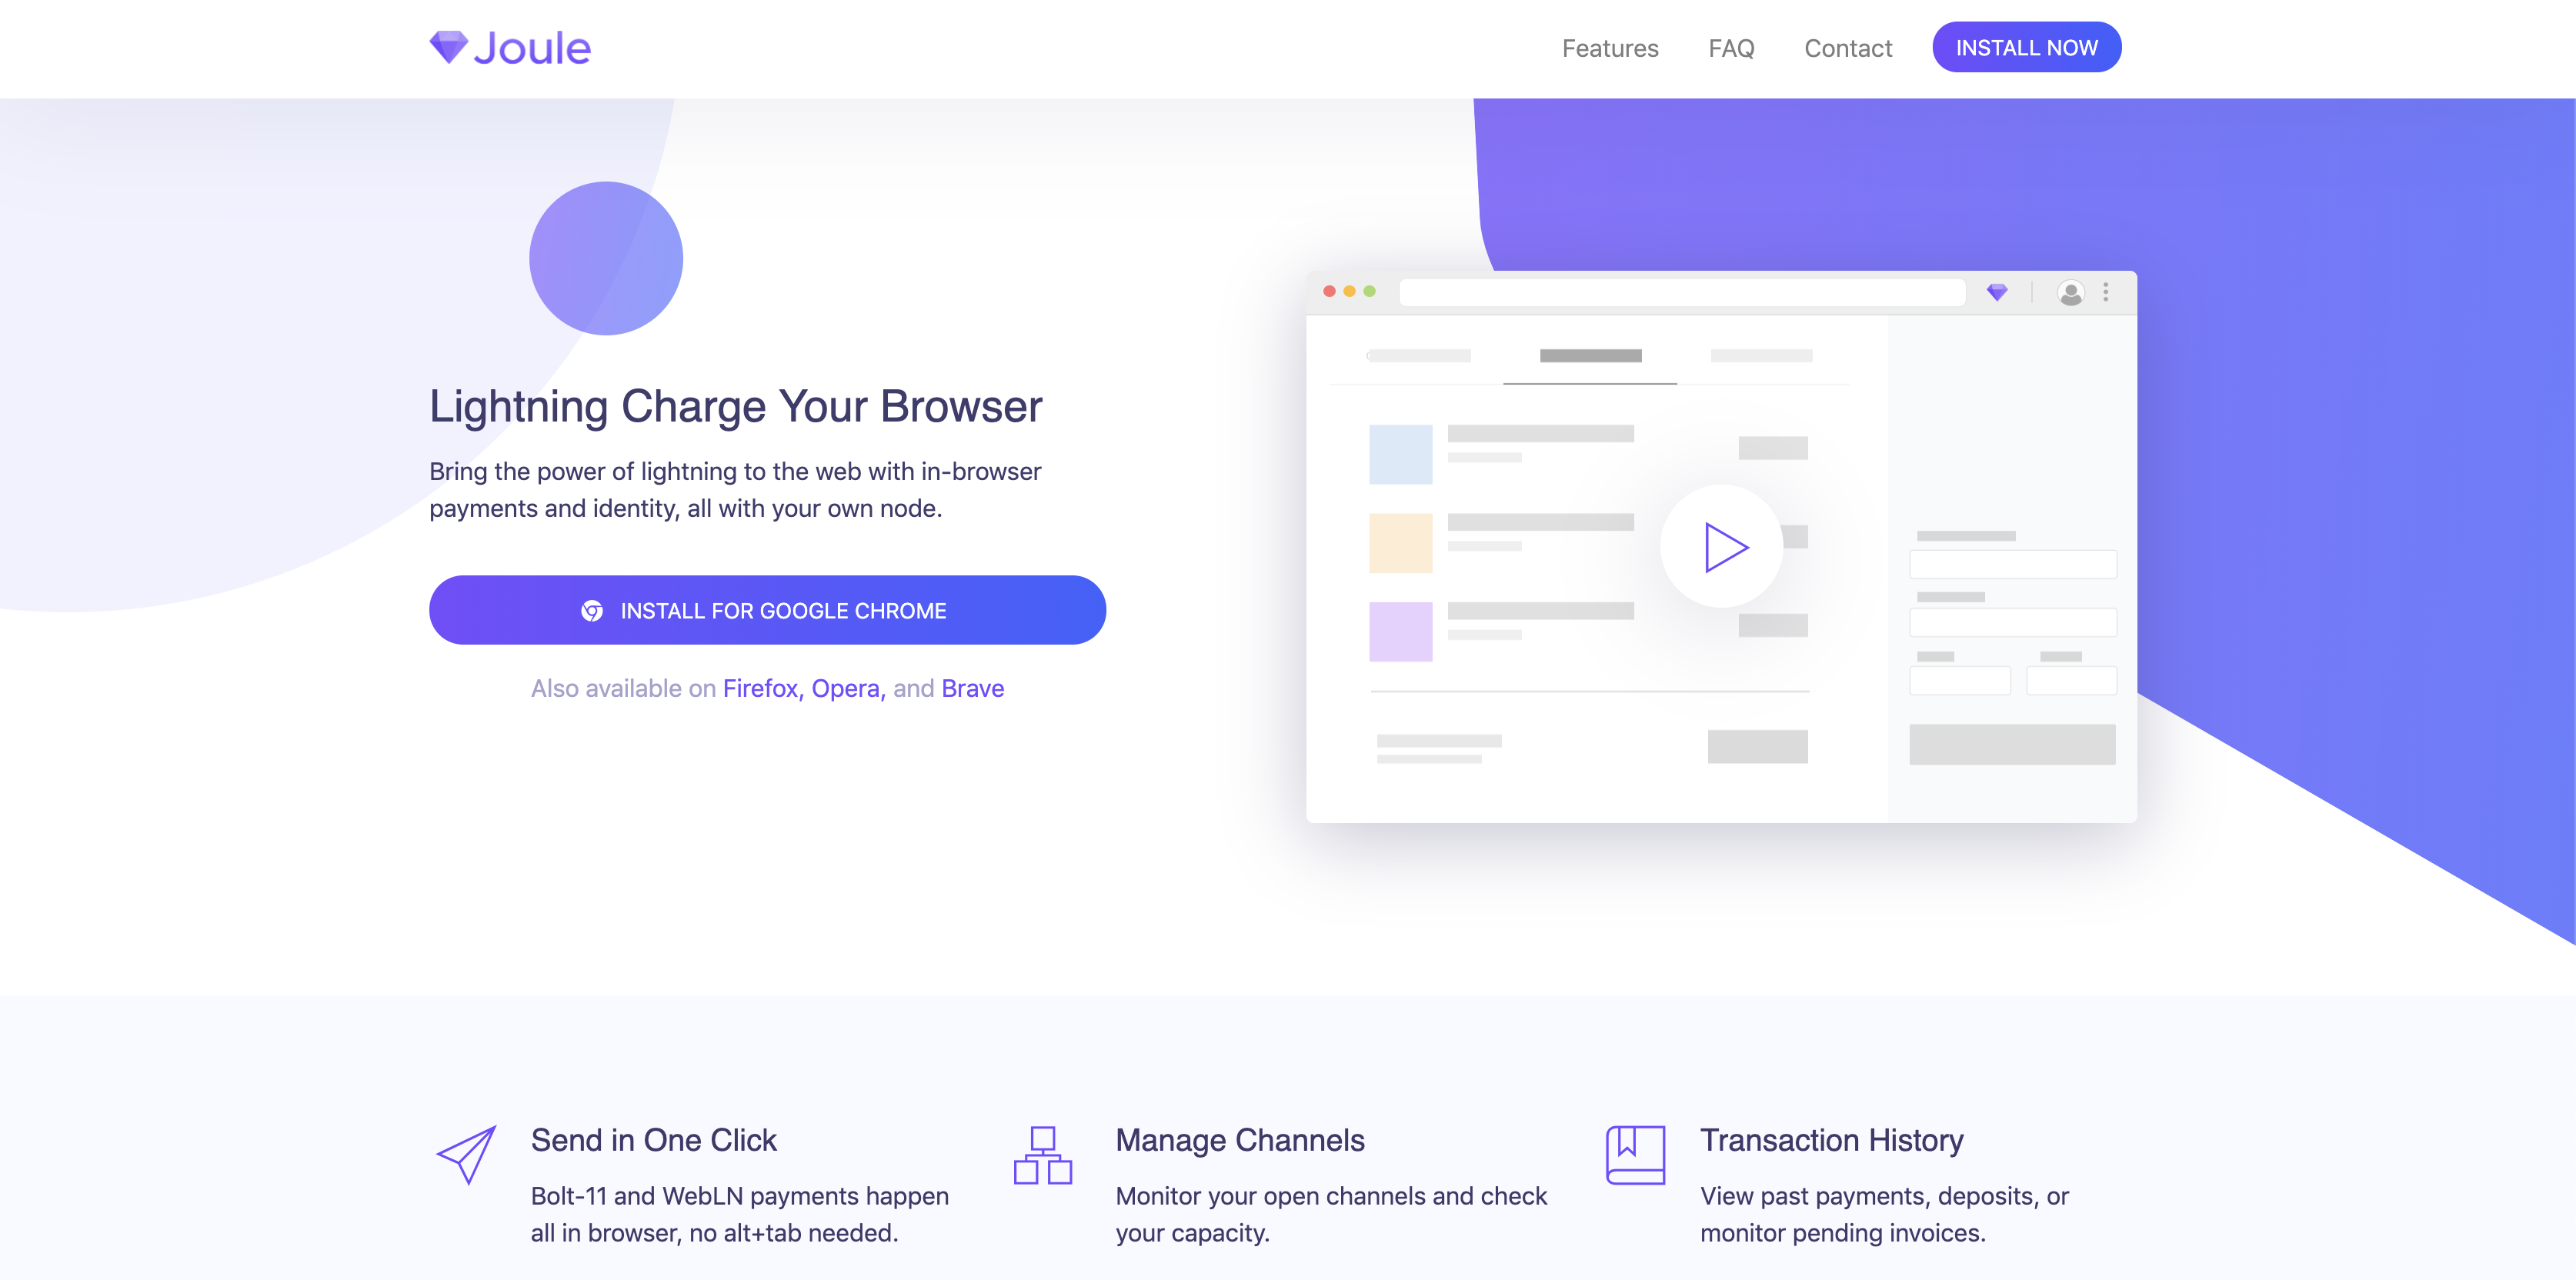 Joule
Features
FAQ
Contact
INSTALL NOW
Lightning Charge Your Browser
Bring the power of lightning to the web with in-browser
payments and identity, all with your own node.
INSTALL FOR GOOGLE CHROME
Also available on Firefox, Opera, and Brave
Send in One Click
Bolt-11 and WebLN payments happen
all in browser, no alt+tab needed.
Manage Channels
Monitor your open channels and check
your capacity.
Transaction History
View past payments, deposits, or
monitor pending invoices.